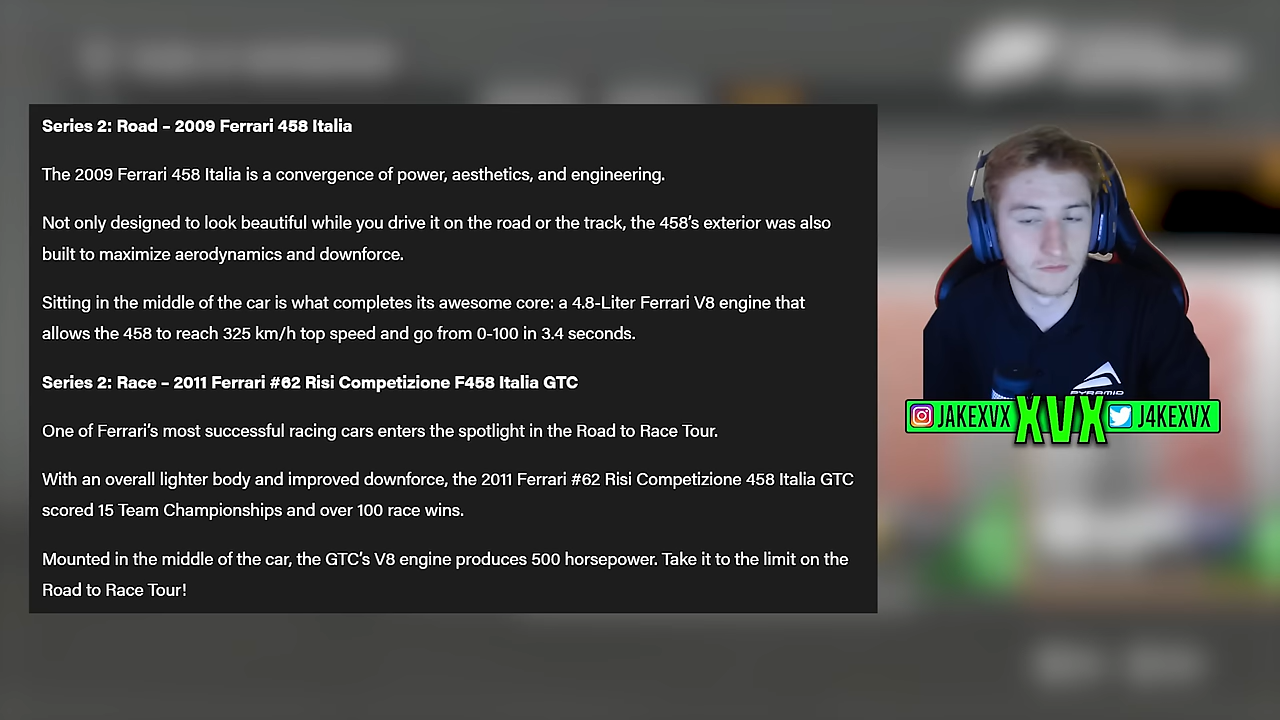 Series 2: Road – 2009 Ferrari 458 Italia
The 2009 Ferrari 458 Italia is a convergence of power, aesthetics, and engineering.
Not only designed to look beautiful while you drive it on the road or the track, the 458’s exterior was also
built to maximize aerodynamics and downforce.
Sitting in the middle of the car is what completes its awesome core: a 4.8-Liter Ferrari V8 engine that
allows the 458 to reach 325 km/h top speed and go from 0-100 in 3.4 seconds.
Series 2: Race – 2011 Ferrari #62 Risi Competizione F458 Italia GTC
One of Ferrari’s most successful racing cars enters the spotlight in the Road to Race Tour.
With an overall lighter body and improved downforce, the 2011 Ferrari #62 Risi Competizione 458 Italia GTC
scored 15 Team Championships and over 100 race wins.
Mounted in the middle of the car, the GTC’s V8 engine produces 500 horsepower. Take it to the limit on the
Road to Race Tour!
PYRAMID
JAKEXVX XVX J4KEXVX